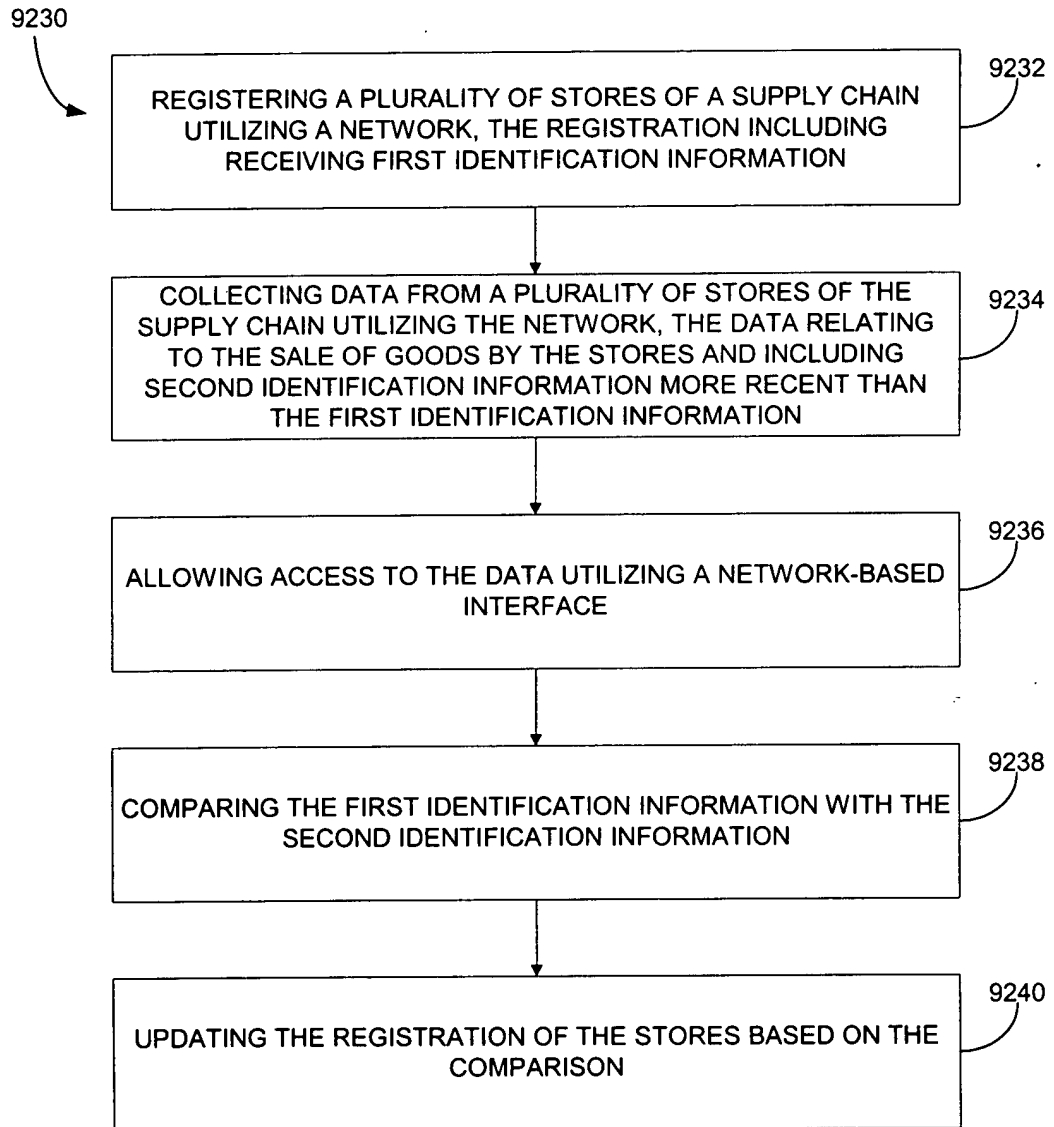 9230
9232
REGISTERING A PLURALITY OF STORES OF A SUPPLY CHAIN
UTILIZING A NETWORK, THE REGISTRATION INCLUDING
RECEIVING FIRST IDENTIFICATION INFORMATION
9234
COLLECTING DATA FROM A PLURALITY OF STORES OF THE
SUPPLY CHAIN UTILIZING THE NETWORK, THE DATA RELATING
TO THE SALE OF GOODS BY THE STORES AND INCLUDING
SECOND IDENTIFICATION INFORMATION MORE RECENT THAN
THE FIRST IDENTIFICATION INFORMATION
9236
ALLOWING ACCESS TO THE DATA UTILIZING A NETWORK-BASED
INTERFACE
9238
COMPARING THE FIRST IDENTIFICATION INFORMATION WITH THE
SECOND IDENTIFICATION INFORMATION
9240
UPDATING THE REGISTRATION OF THE STORES BASED ON THE
COMPARISON